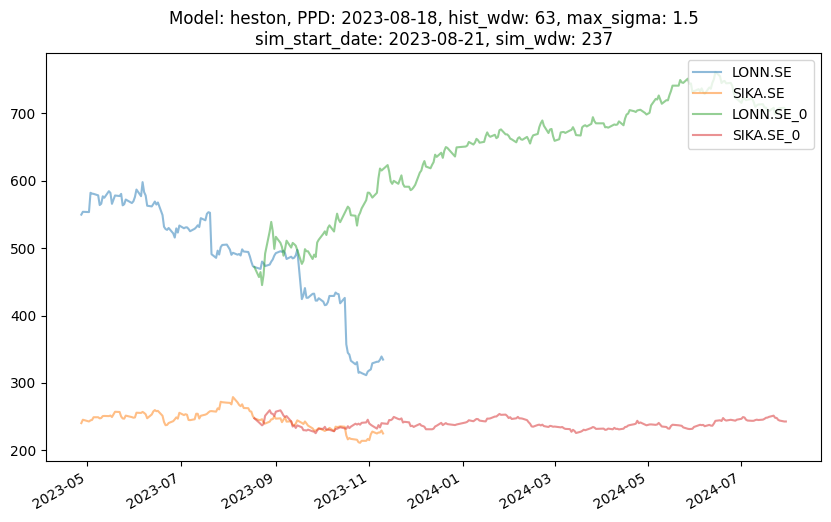 Model: heston, PPD: 2023-08-18, hist_wdw: 63, max_sigma: 1.5
sim_start_date: 2023-08-21, sim_wdw: 237
LONN.SE
SIKA.SE
LONN.SE_0
SIKA.SE_0
700
600
500
400
300
200
2023-05
2023-07
2023-09
2023-11
2024-01
2024-03
2024-05
2024-07